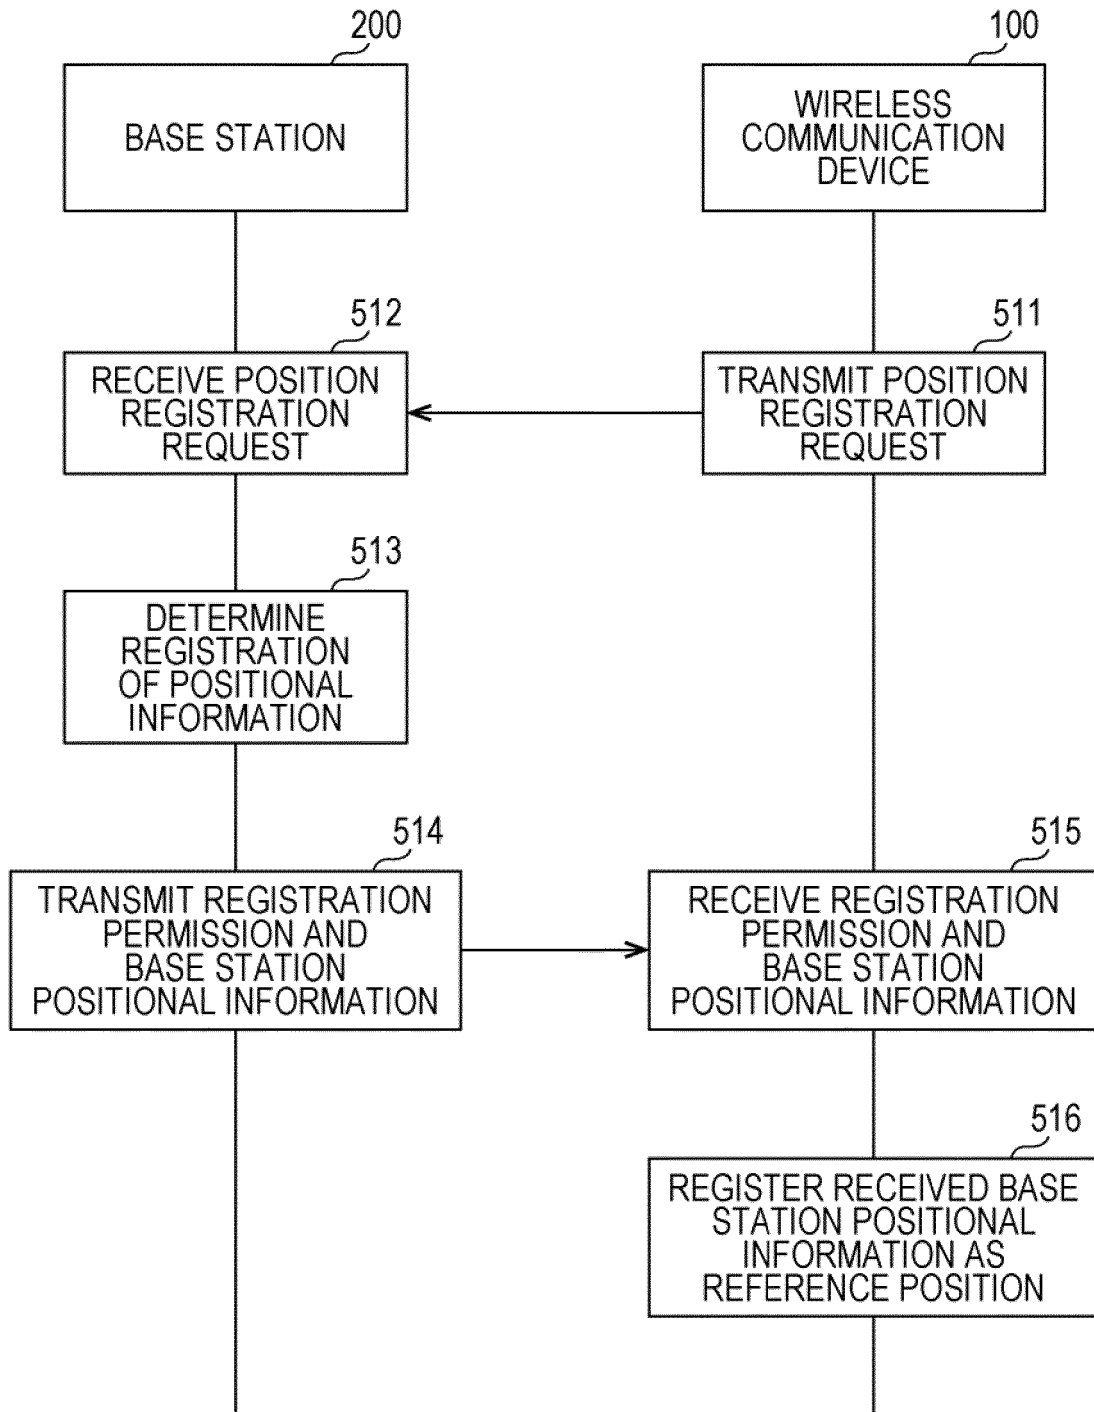 200
BASE STATION
100
WIRELESS
COMMUNICATION
DEVICE
512
RECEIVE POSITION
REGISTRATION
REQUEST
511
TRANSMIT POSITION
REGISTRATION
REQUEST
513
DETERMINE
REGISTRATION
OF POSITIONAL
INFORMATION
514
TRANSMIT REGISTRATION
PERMISSION AND
BASE STATION
POSITIONAL INFORMATION
515
RECEIVE REGISTRATION
PERMISSION AND
BASE STATION
POSITIONAL INFORMATION
516
REGISTER RECEIVED BASE
STATION POSITIONAL
INFORMATION AS
REFERENCE POSITION